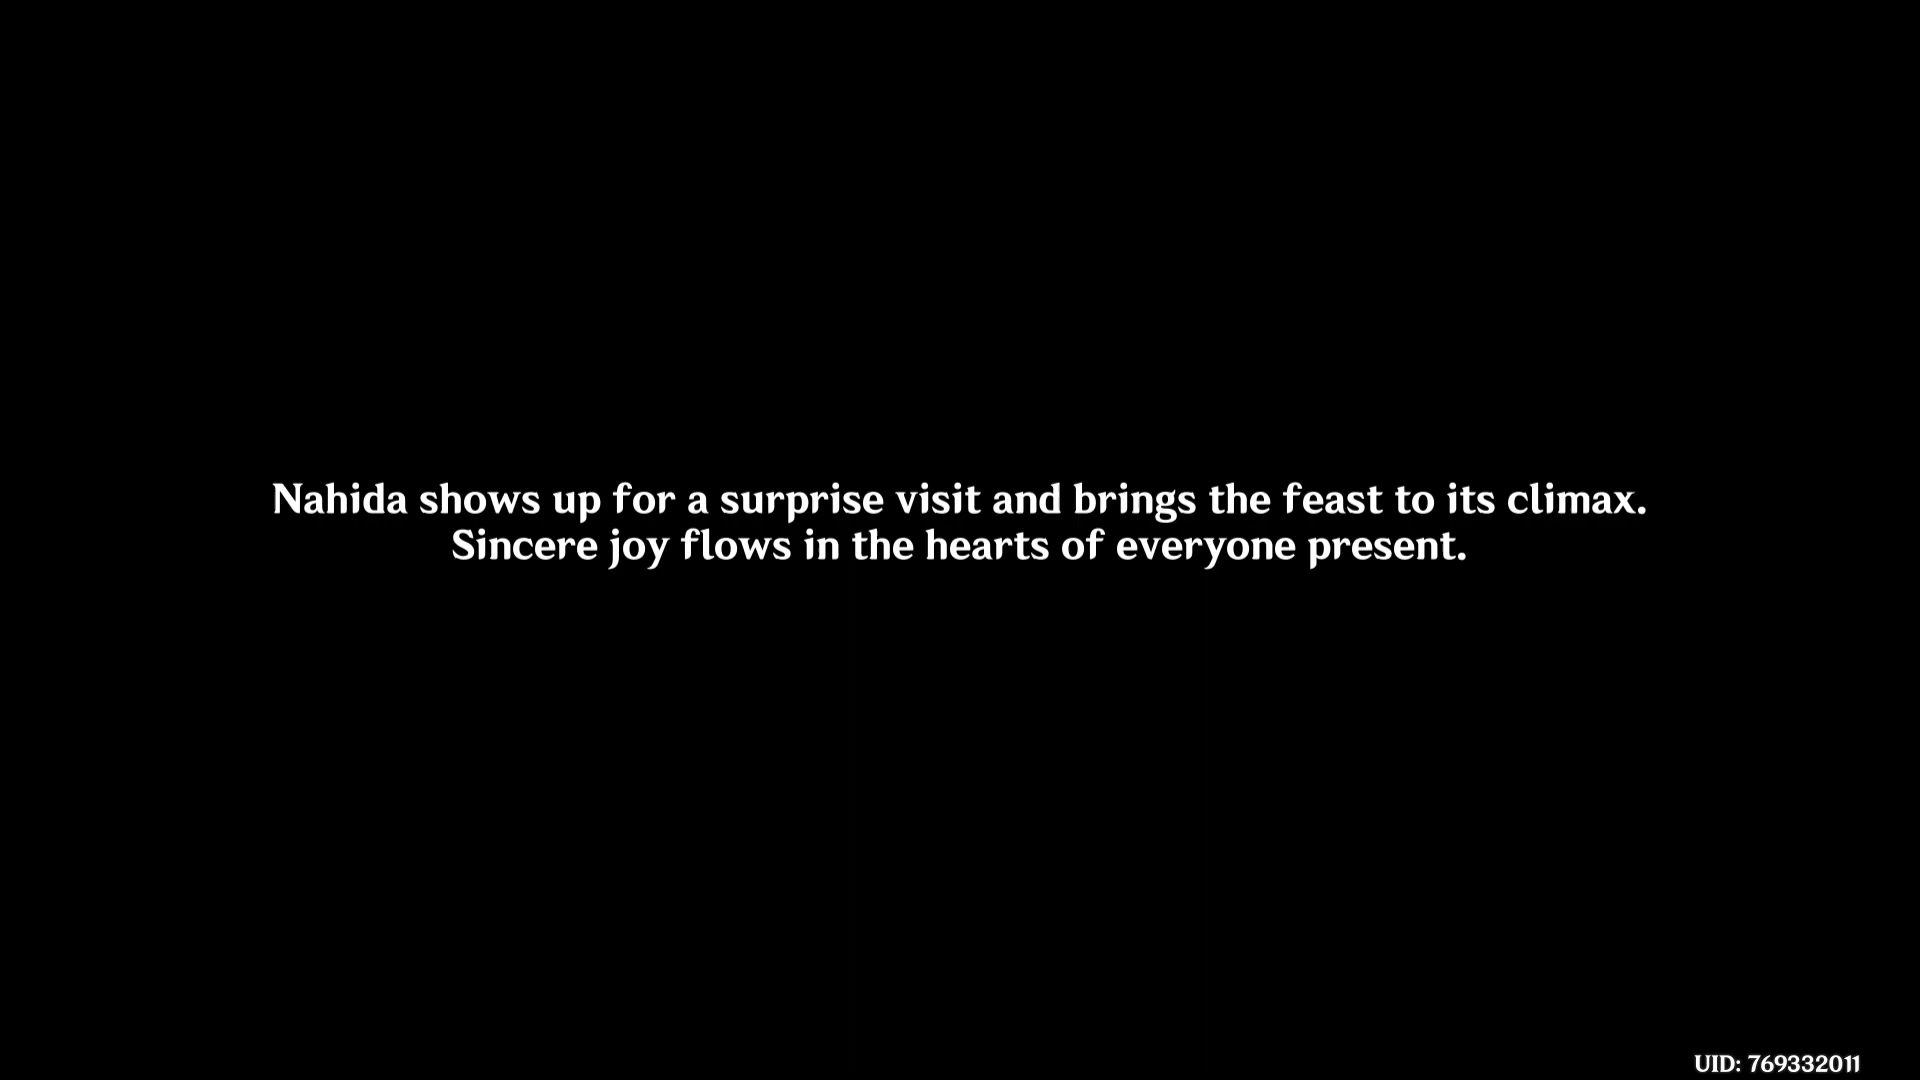 Nahida shows up for a surprise visit and brings the feast to its climax.
Sincere joy flows in the hearts of everyone present.
UID: 769332011